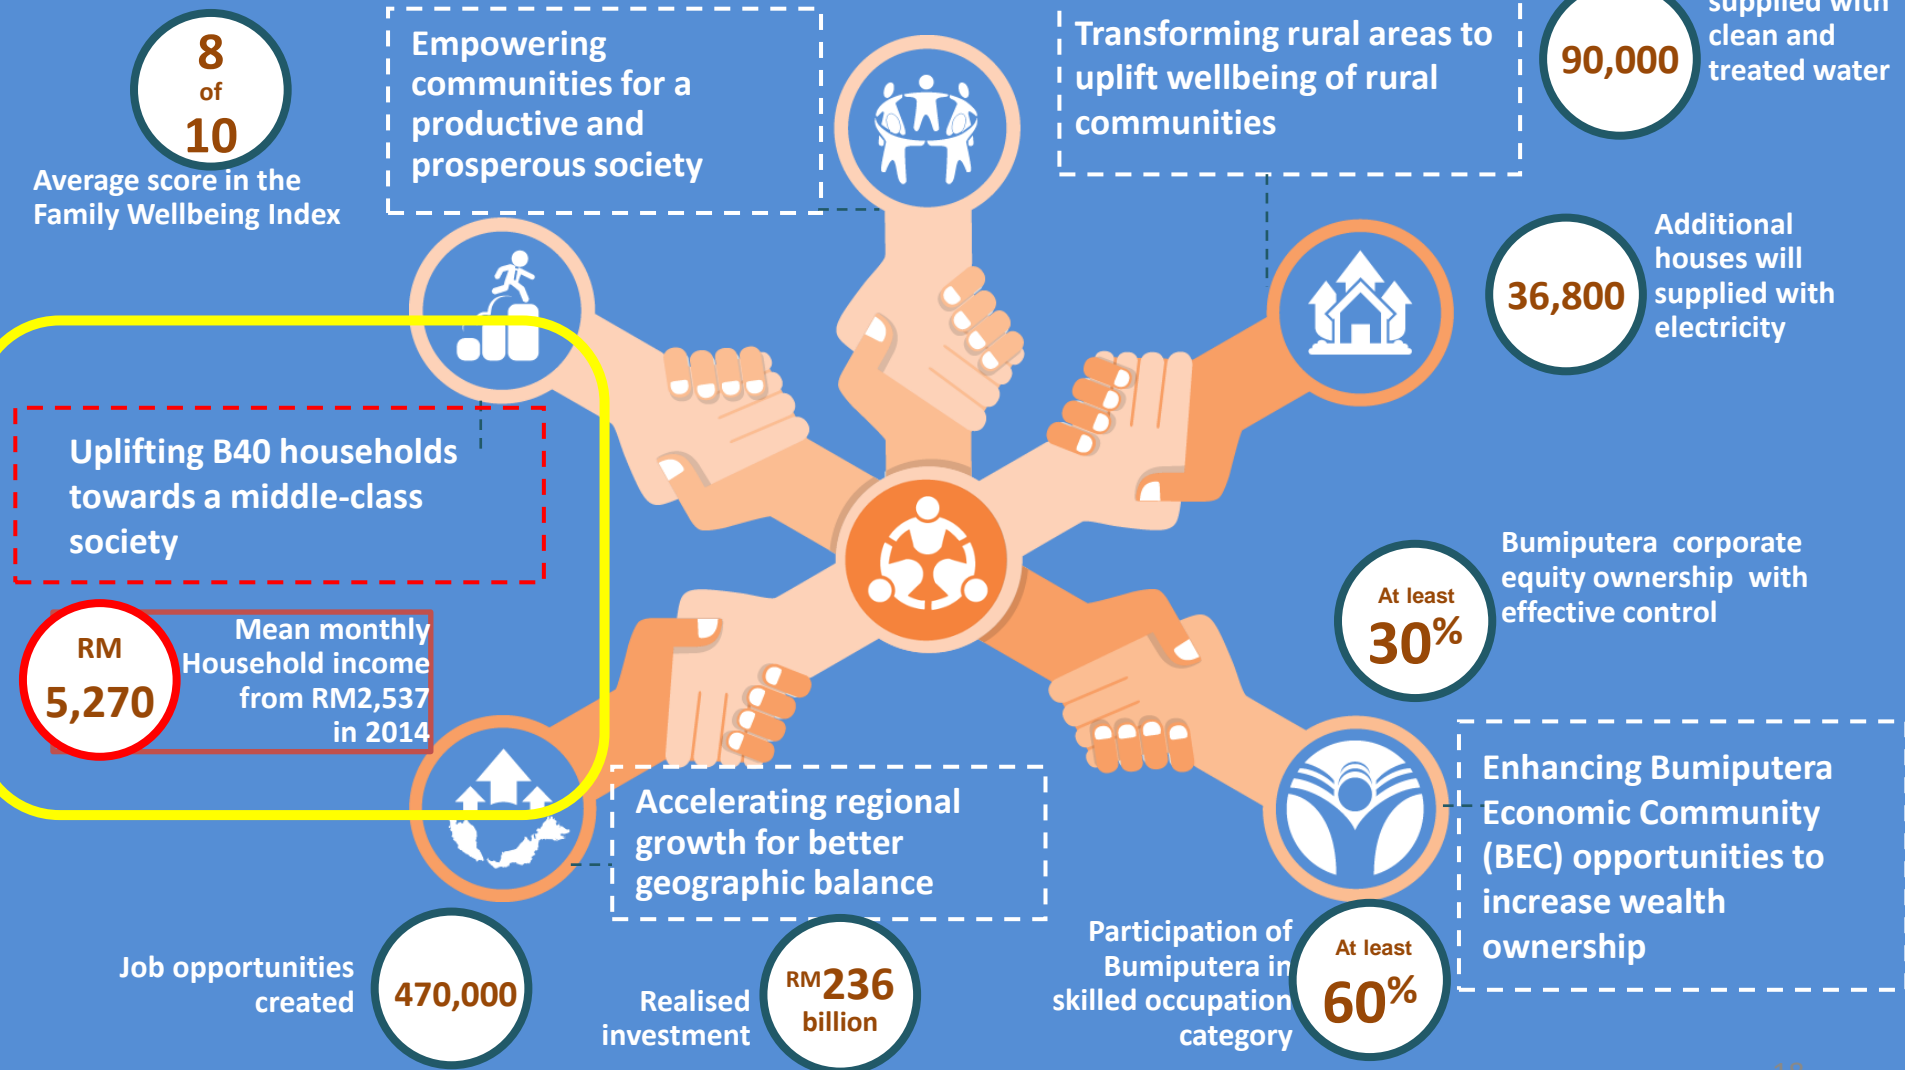 8
of
10
Average score in the
Family Wellbeing Index
Empowering
communities for a
productive and
prosperous society
Transforming rural areas to
uplift wellbeing of rural
communities
90,000
supplied with
clean and
treated water
36,800
Additional
houses will
supplied with
electricity
Uplifting B40 households
towards a middle-class
society
RM
5,270
Mean monthly
Household income
from RM2,537
in 2014
At least
30%
Bumiputera corporate
equity ownership with
effective control
Enhancing Bumiputera
Economic Community
(BEC) opportunities to
increase wealth
ownership
Accelerating regional
growth for better
geographic balance
Job opportunities
created
470,000
Realised
investment
RM236
billion
Participation of
Bumiputera in
skilled occupation
category
At least
60%